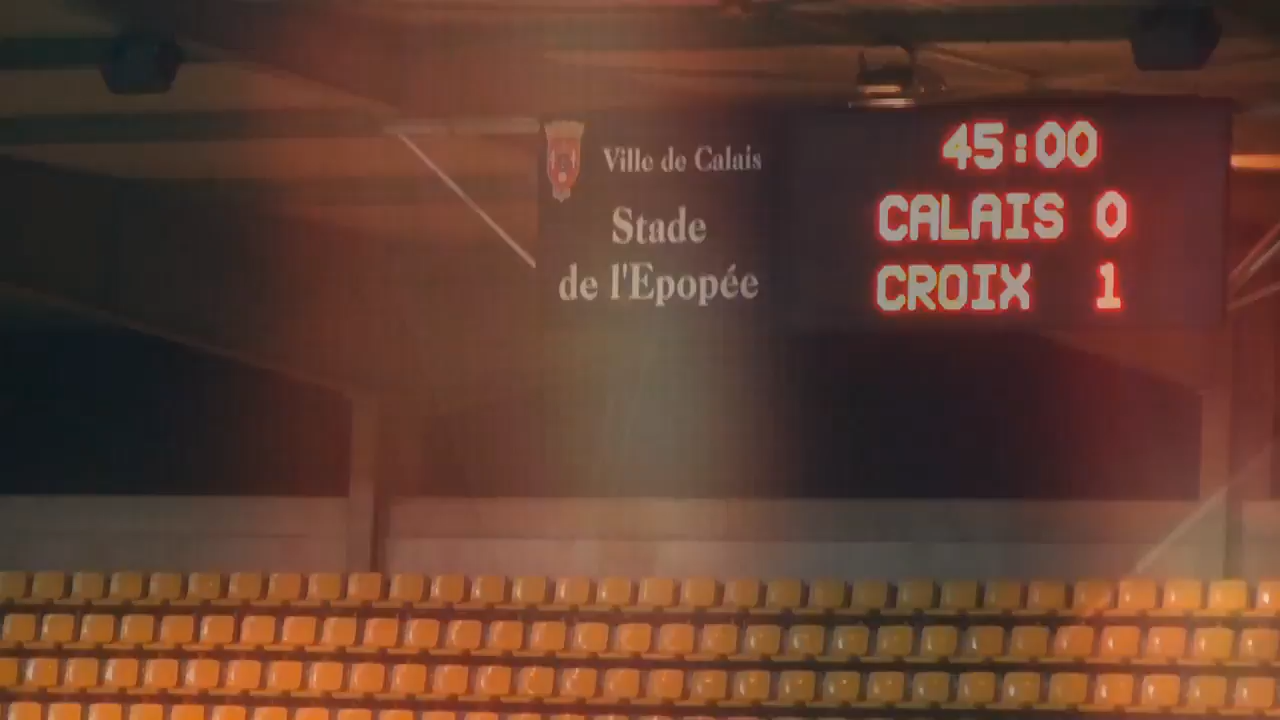 Ville de Calais
Stade
de l'Epopée
45:00
CALAIS 0
CROIX 1